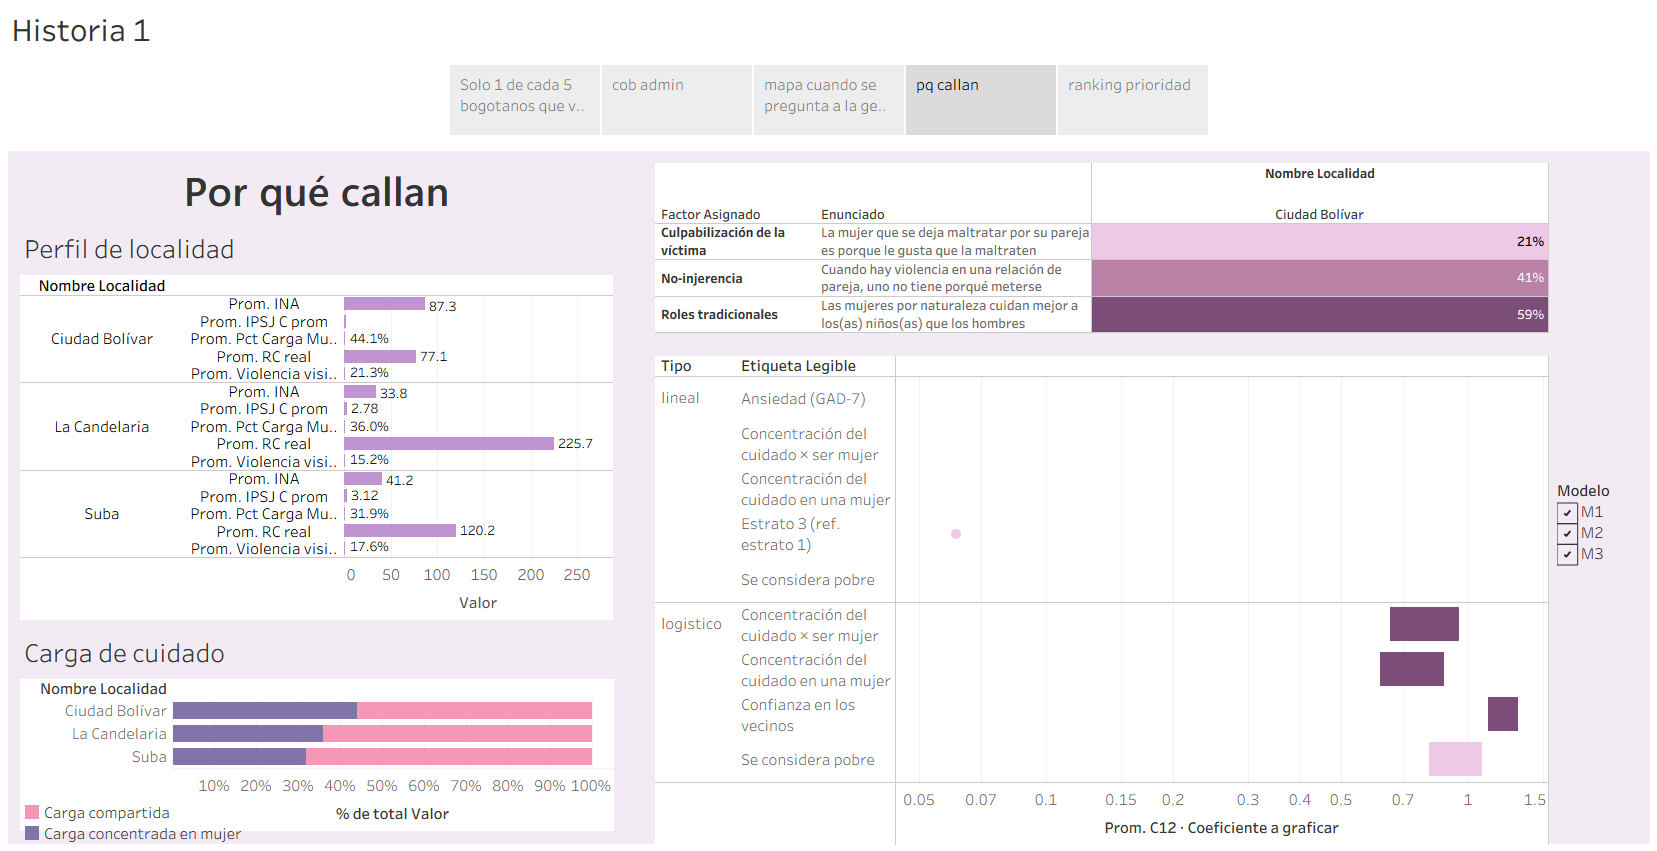 Historia 1
Solo 1 de cada 5
bogotanos que v..
cob admin
mapa cuando se
pregunta a la ge..
pq callan
ranking prioridad
Por qué callan
Perfil de localidad
Nombre Localidad
Ciudad Bolívar
Prom. INA
87.3
Prom. IPSJ C prom
Prom. Pct Carga Mu..
44.1%
Prom. RC real
77.1
Prom. Violencia visi..
21.3%
La Candelaria
Prom. INA
33.8
Prom. IPSJ C prom
2.78
Prom. Pct Carga Mu..
36.0%
Prom. RC real
225.7
Prom. Violencia visi..
15.2%
Suba
Prom. INA
41.2
Prom. IPSJ C prom
3.12
Prom. Pct Carga Mu..
31.9%
Prom. RC real
120.2
Prom. Violencia visi..
17.6%
0 50 100 150 200 250
Valor
Carga de cuidado
Nombre Localidad
Ciudad Bolívar
La Candelaria
Suba
10% 20% 30% 40% 50% 60% 70% 80% 90% 100%
% de total Valor
Carga compartida
Carga concentrada en mujer
Nombre Localidad
Factor Asignado
Enunciado
Ciudad Bolívar
Culpabilización de la
víctima
La mujer que se deja maltratar por su pareja
es porque le gusta que la maltraten
21%
No-injerencia
Cuando hay violencia en una relación de
pareja, uno no tiene porqué meterse
41%
Roles tradicionales
Las mujeres por naturaleza cuidan mejor a
los(as) niños(as) que los hombres
59%
Tipo
Etiqueta Legible
lineal
Ansiedad (GAD-7)
Concentración del
cuidado × ser mujer
Concentración del
cuidado en una mujer
Estrato 3 (ref.
estrato 1)
Se considera pobre
logistico
Concentración del
cuidado × ser mujer
Concentración del
cuidado en una mujer
Confianza en los
vecinos
Se considera pobre
0.05 0.07 0.1 0.15 0.2 0.3 0.4 0.5 0.7 1 1.5
Prom. C12 · Coeficiente a graficar
Modelo
M1
M2
M3